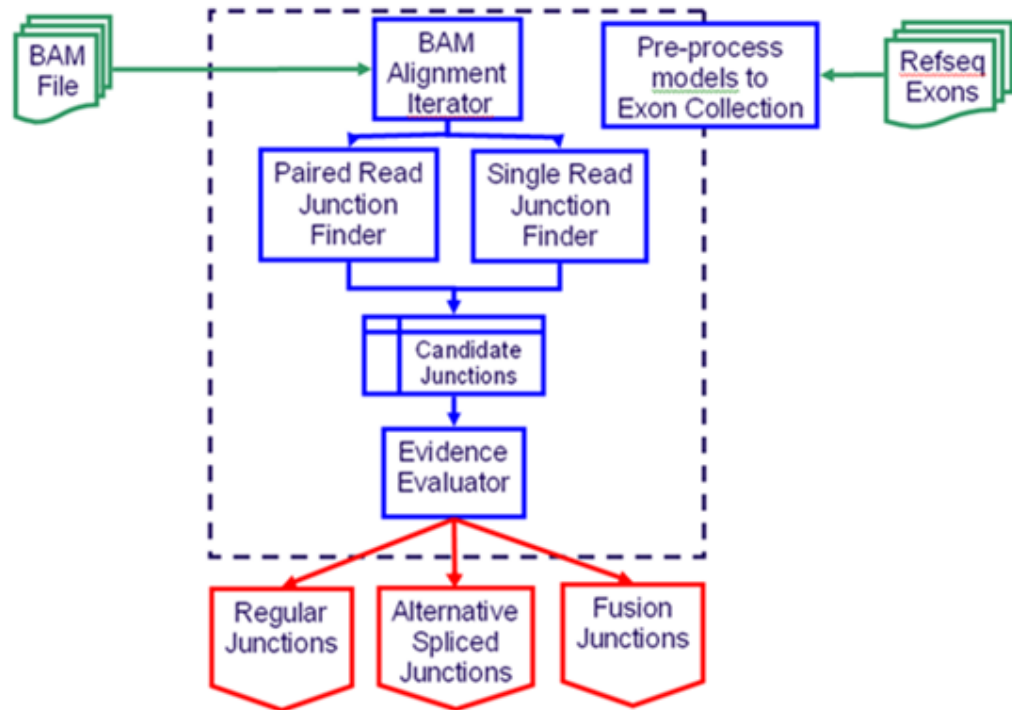 BAM
File
BAM
Alignment
Iterator
Pre-process
models to
Exon Collection
Refseq
Exons
Paired Read
Junction
Finder
Single Read
Junction
Finder
Candidate
Junctions
Evidence
Evaluator
Regular
Junctions
Alternative
Spliced
Junctions
Fusion
Junctions